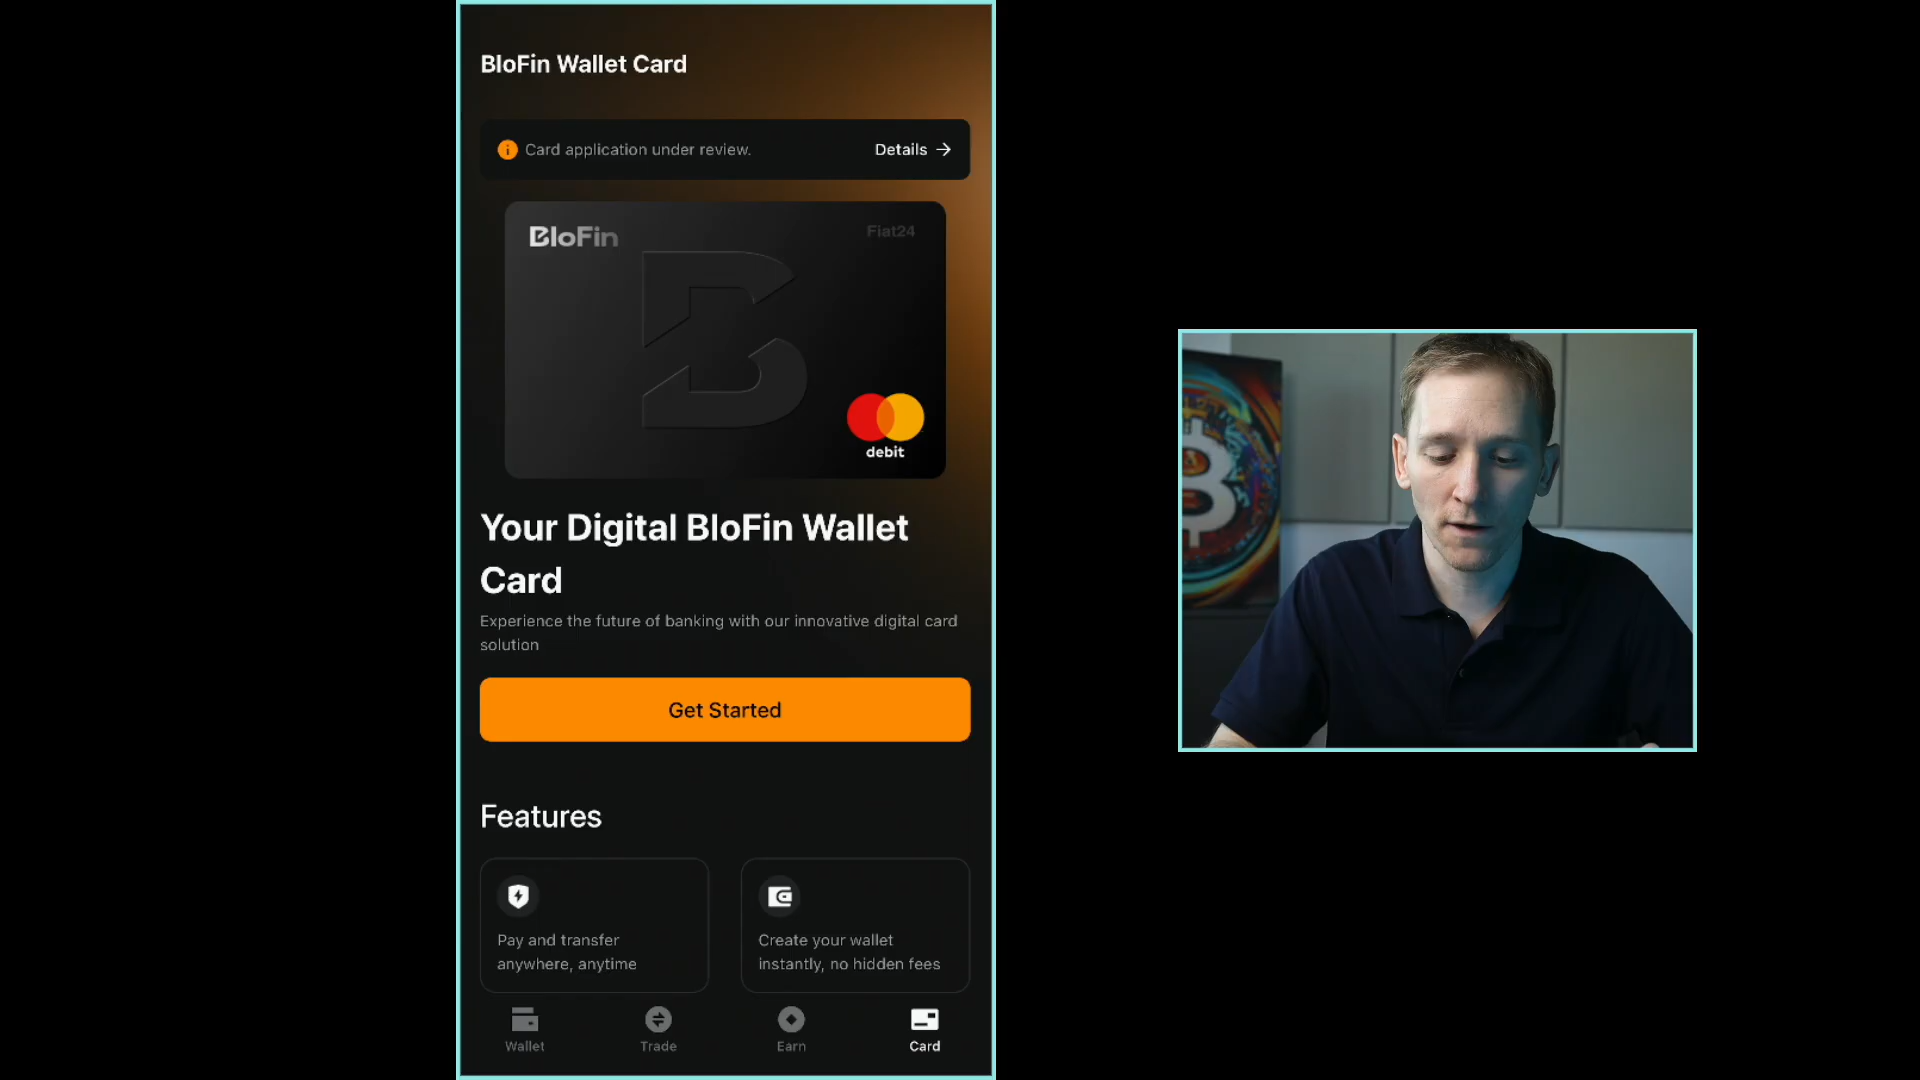 BloFin Wallet Card
Card application under review.
Details
BloFin
Fiat24
debit
Your Digital BloFin Wallet
Card
Experience the future of banking with our innovative digital card
solution
Get Started
Features
Pay and transfer
anywhere, anytime
Create your wallet
instantly, no hidden fees
Wallet
Trade
Earn
Card